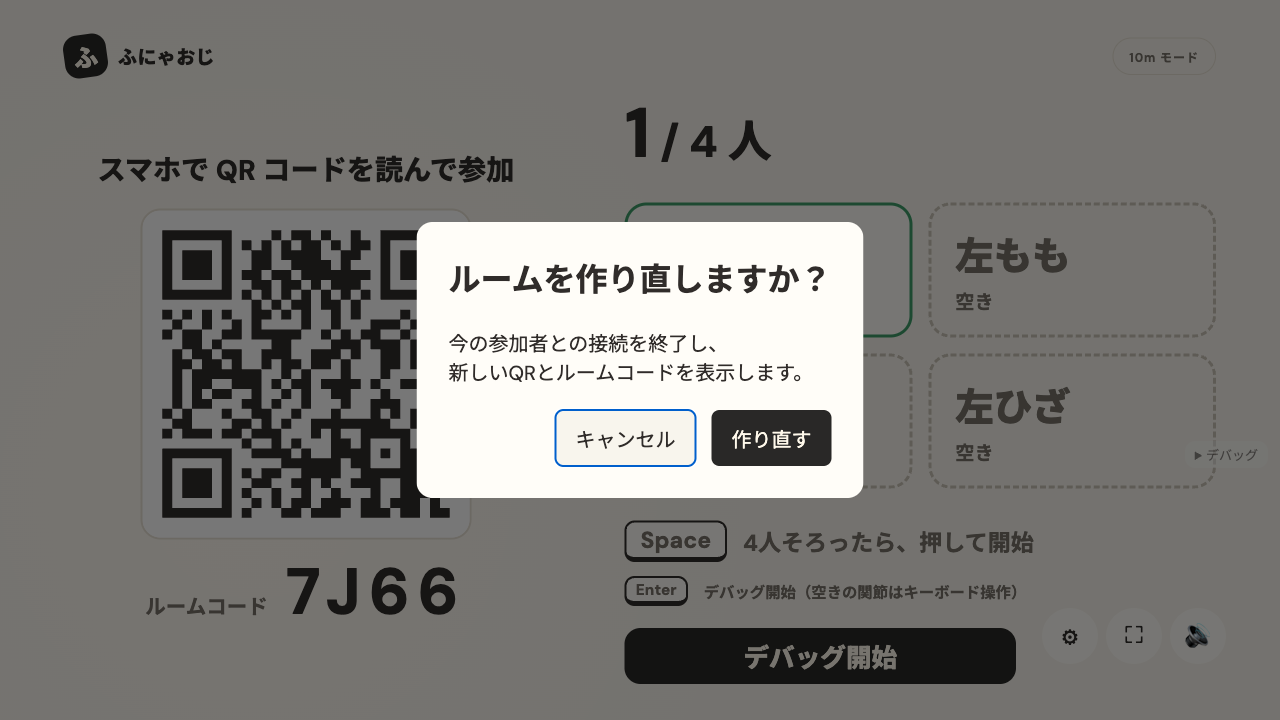 ふ ふにゃおじ
10m モード
スマホで QR コードを読んで参加
1 / 4 人
左もも
空き
左ひざ
空き
ルームを作り直しますか？
今の参加者との接続を終了し、
新しいQRとルームコードを表示します。
キャンセル 作り直す
▶ デバッグ
ルームコード 7J66
Space 4人そろったら、押して開始
Enter デバッグ開始（空きの関節はキーボード操作）
デバッグ開始